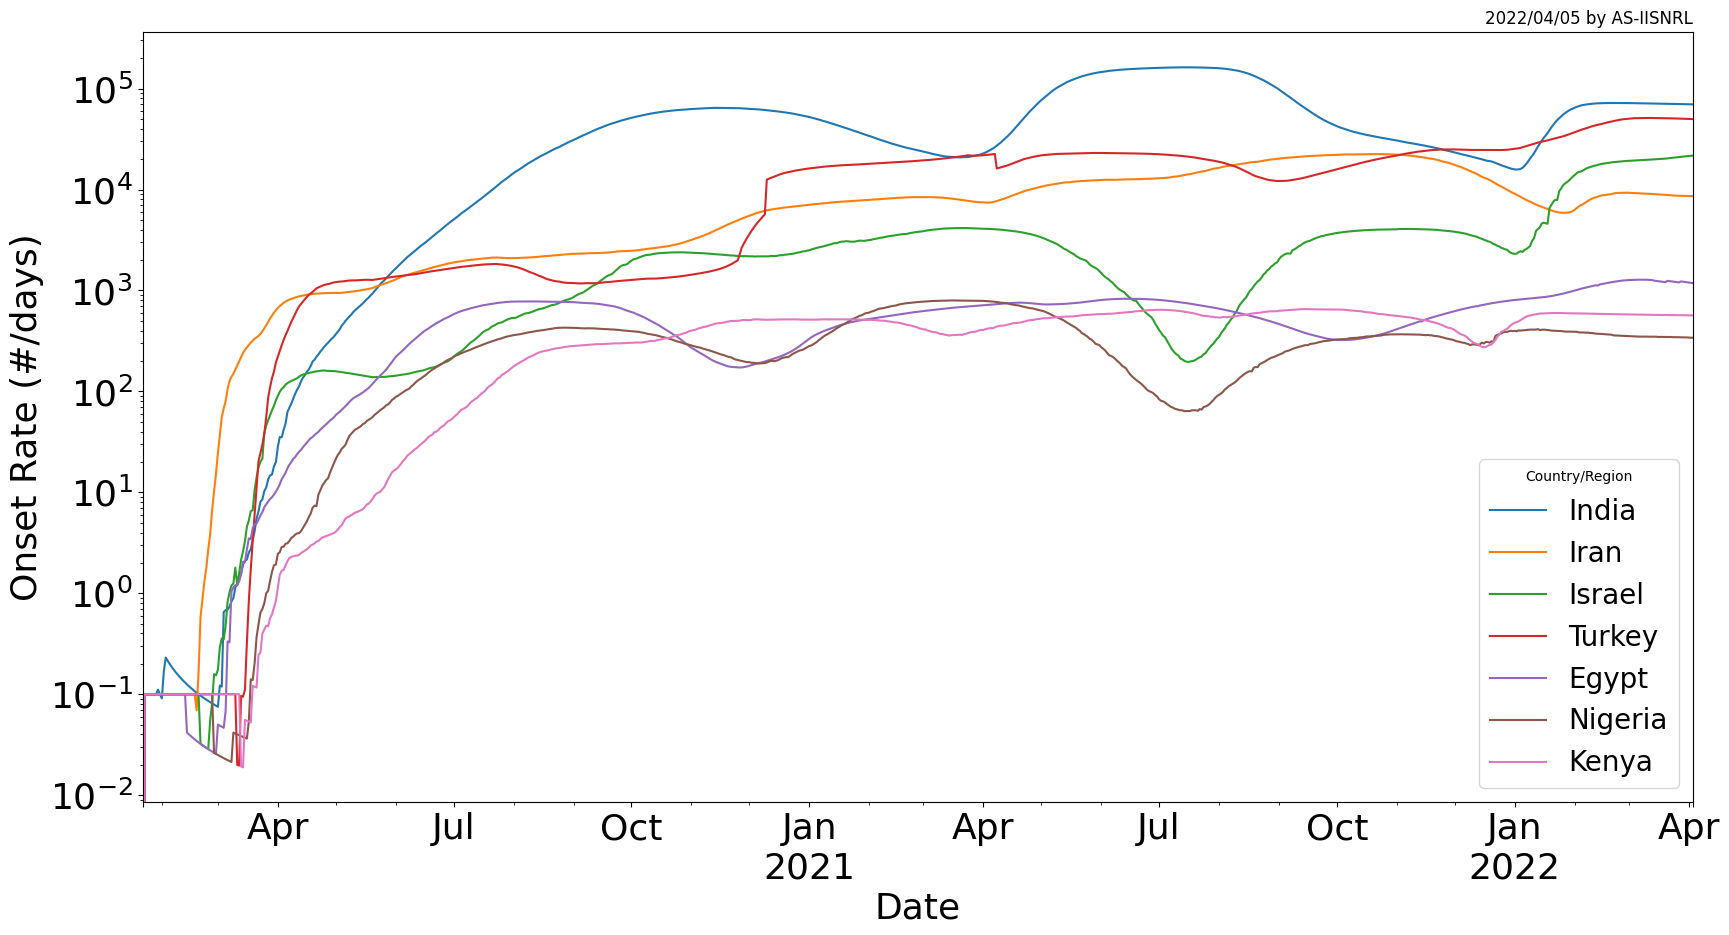 2022/04/05 by AS-IISNRL
Onset Rate (#/days)
10^5
10^4
10^3
10^2
10^1
10^0
10^−1
10^−2
Country/Region
India
Iran
Israel
Turkey
Egypt
Nigeria
Kenya
Apr Jul Oct Jan Apr Jul Oct Jan Apr
2021 2022
Date